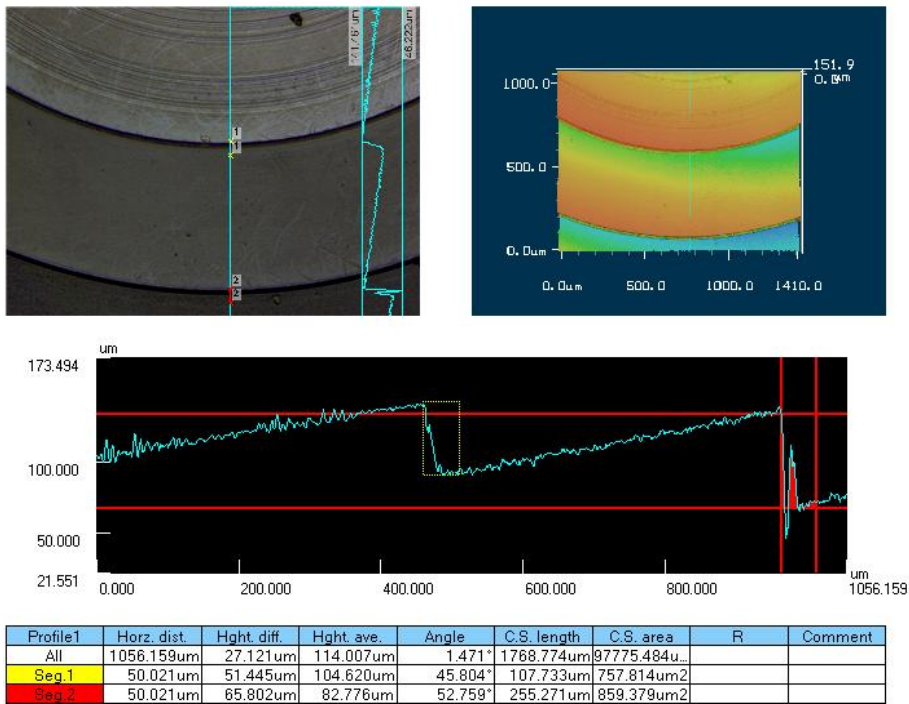 141.461um
46.222um
1
1
2
2
151.9
0.0um
1000.0
500.0
0.0um
0.0um 500.0 1000.0 1410.0
um
173.494
100.000
50.000
21.551
0.000 200.000 400.000 600.000 800.000 1056.159
um
Profile1 Horz. dist. Hght. diff. Hght. ave. Angle C.S. length C.S. area R Comment
All 1056.159um 27.121um 114.007um 1.471° 1768.774um 97775.484u...
Seg.1 50.021um 51.445um 104.620um 45.804° 107.733um 757.814um2
Seg.2 50.021um 65.802um 82.776um 52.759° 255.271um 859.379um2